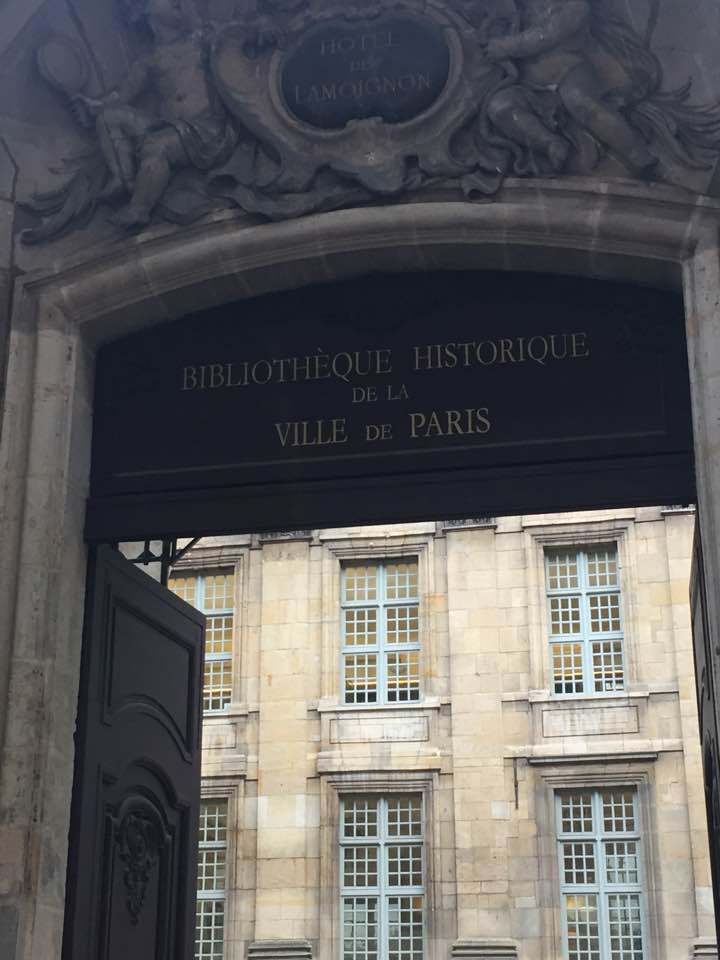 HOTEL
DE
LAMOIGNON
BIBLIOTHÈQUE HISTORIQUE
DE LA
VILLE DE PARIS